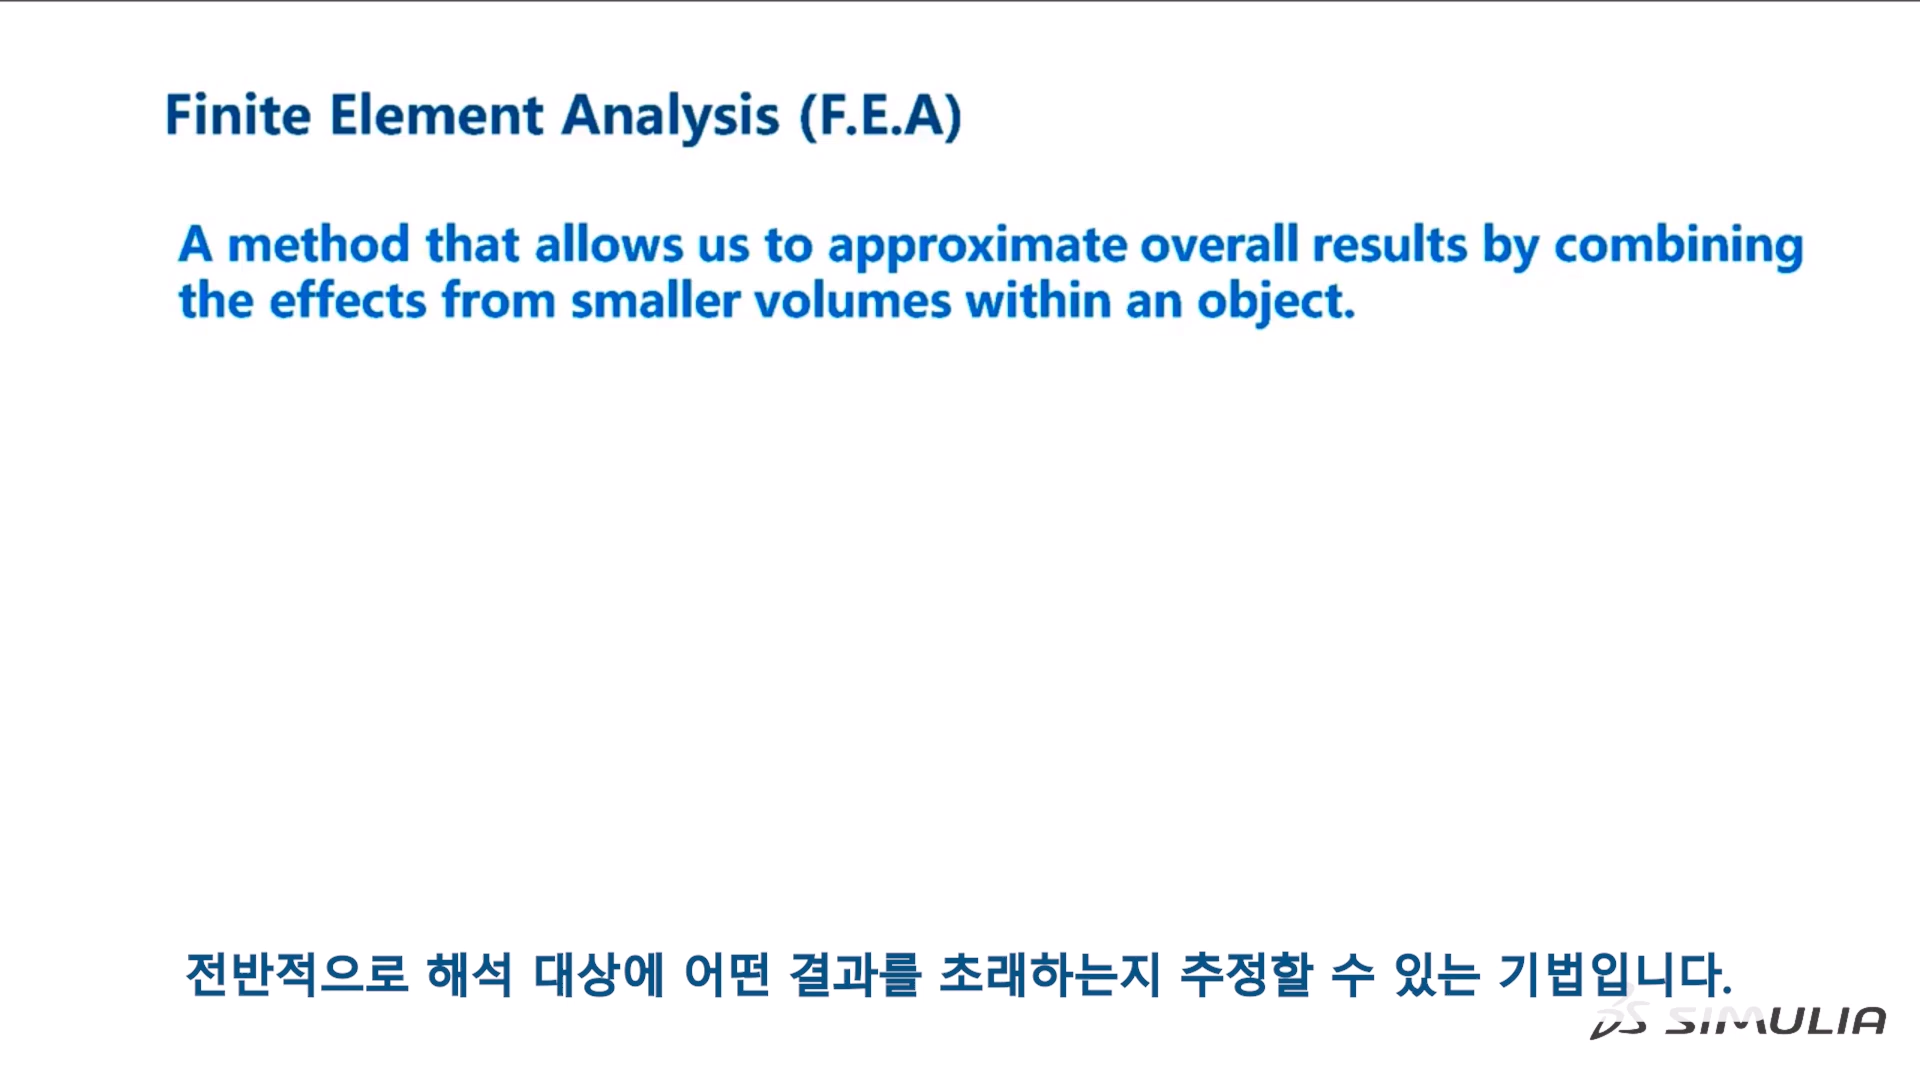 Finite Element Analysis (F.E.A)
A method that allows us to approximate overall results by combining
the effects from smaller volumes within an object.
전반적으로 해석 대상에 어떤 결과를 초래하는지 추정할 수 있는 기법입니다.
SIMULIA